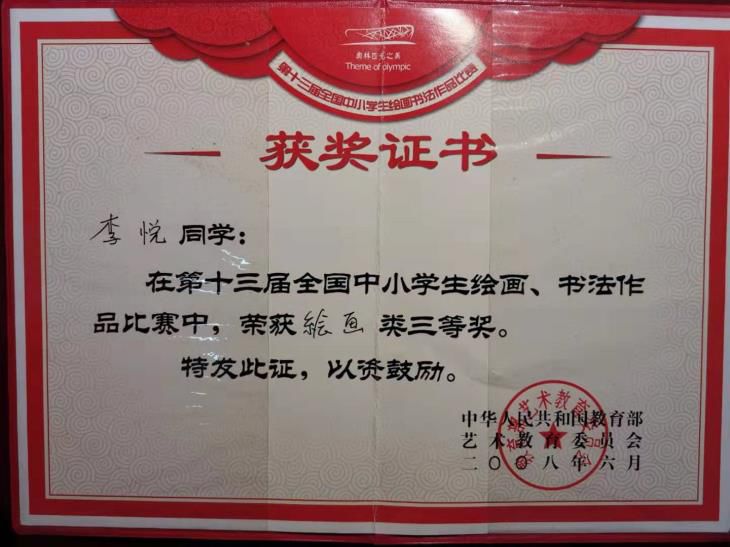 奥林匹克之美
Theme of olympic
第十三届全国中小学生绘画书法作品比赛
获奖证书
李悦 同学：
在第十三届全国中小学生绘画、书法作
品比赛中，荣获 绘画 类三等奖。
特发此证，以资鼓励。
中华人民共和国教育部
艺术教育委员会
二〇〇八年六月